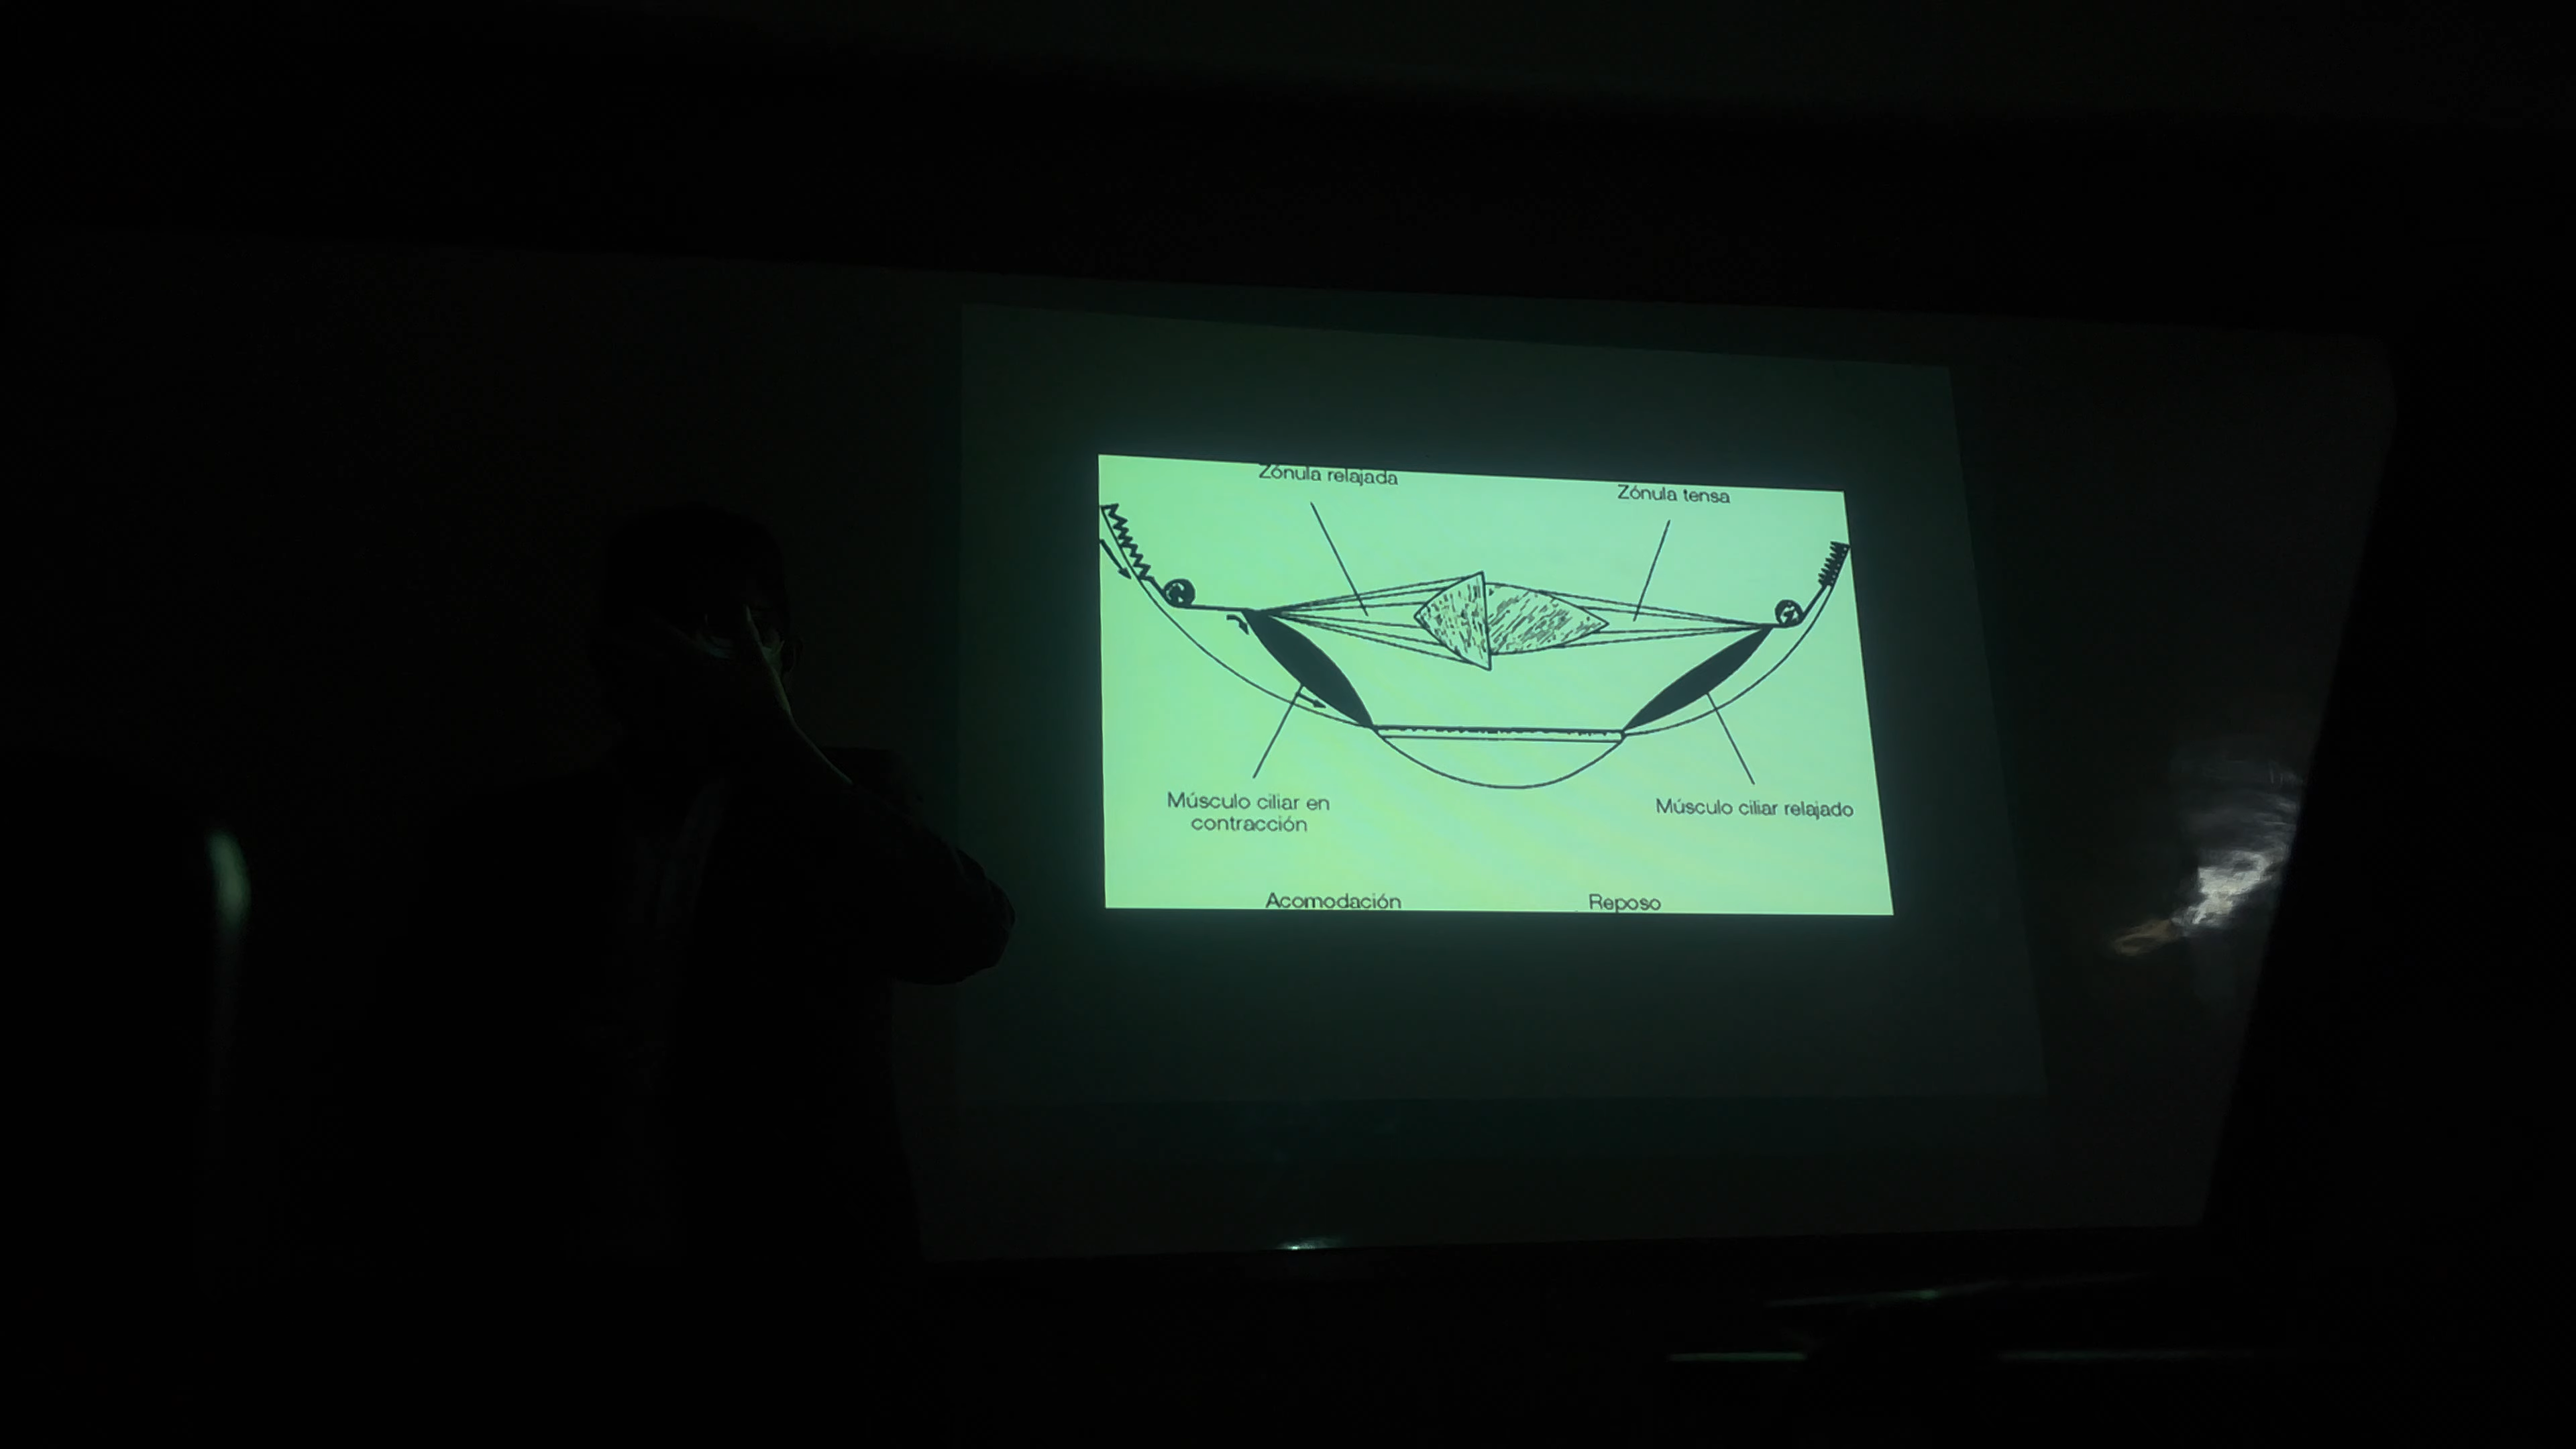 Zónula relajada
Zónula tensa
Músculo ciliar en
contracción
Músculo ciliar relajado
Acomodación
Reposo